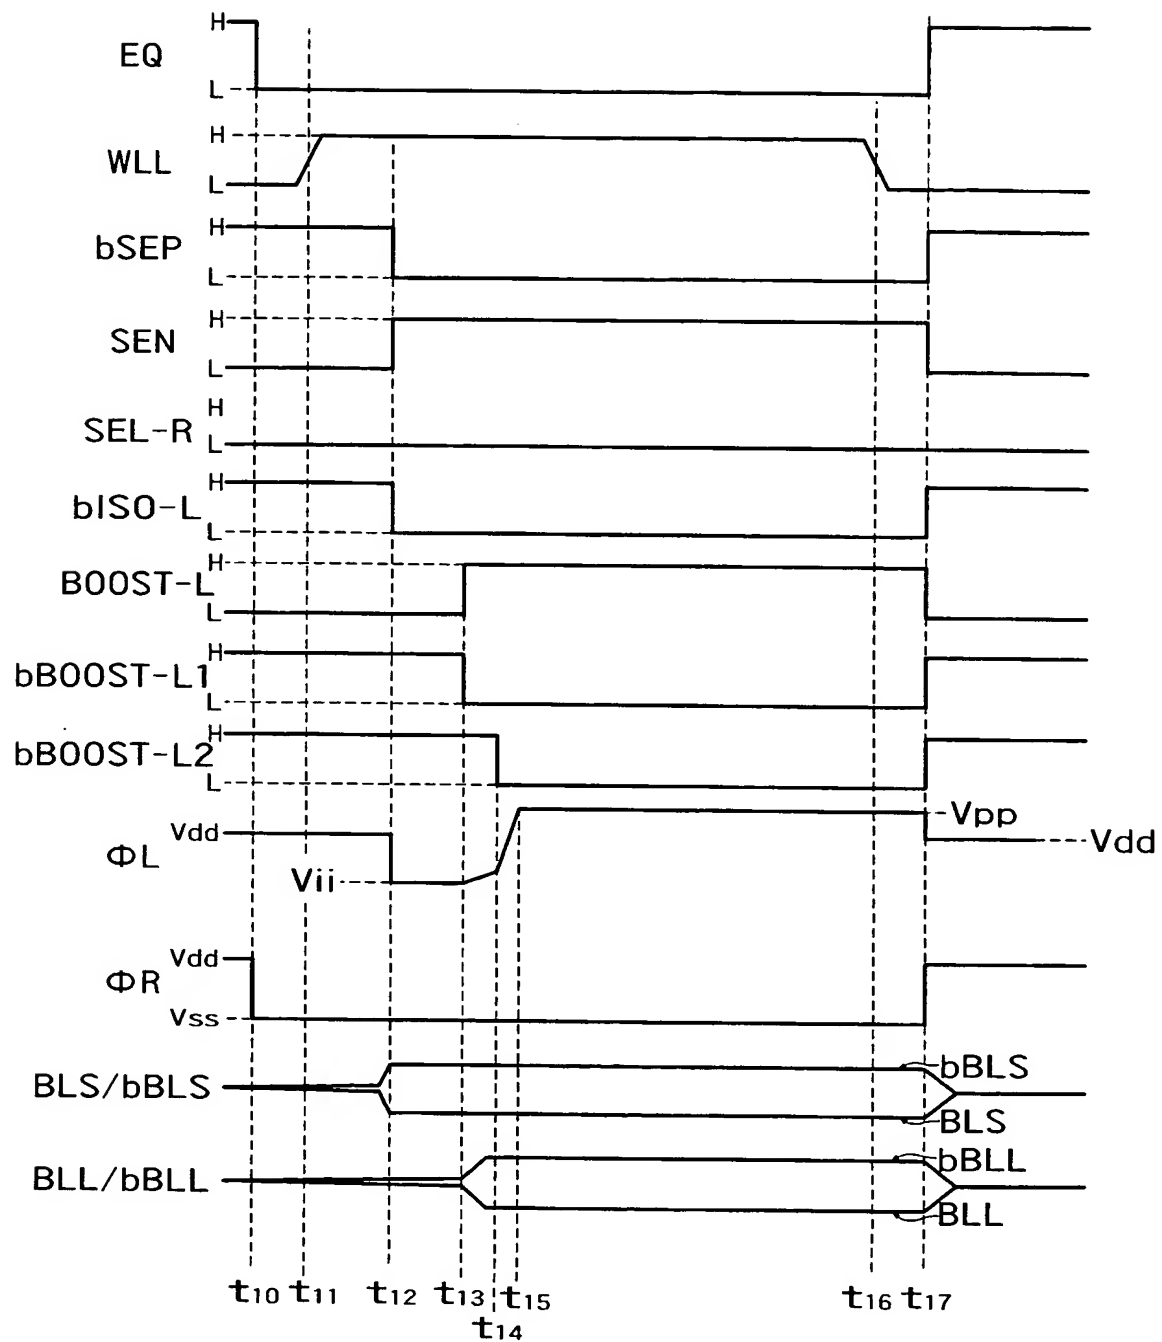 EQ
H
L
WLL
H
L
bSEP
H
L
SEN
H
L
SEL-R
H
L
bISO-L
H
L
BOOST-L
H
L
bBOOST-L1
H
L
bBOOST-L2
H
L
ΦL
Vdd
Vii
Vpp
Vdd
ΦR
Vdd
Vss
BLS/bBLS
bBLS
BLS
BLL/bBLL
bBLL
BLL
t10 t11 t12 t13 t15 t16 t17
t14